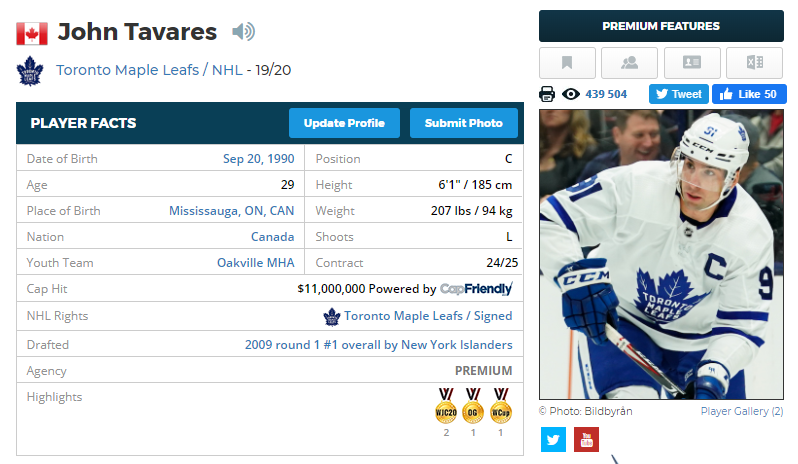 John Tavares
Toronto Maple Leafs / NHL - 19/20
PLAYER FACTS
Update Profile
Submit Photo
Date of Birth Sep 20, 1990
Position C
Age 29
Height 6'1" / 185 cm
Place of Birth Mississauga, ON, CAN
Weight 207 lbs / 94 kg
Nation Canada
Shoots L
Youth Team Oakville MHA
Contract 24/25
Cap Hit $11,000,000 Powered by CapFriendly
NHL Rights Toronto Maple Leafs / Signed
Drafted 2009 round 1 #1 overall by New York Islanders
Agency PREMIUM
Highlights
WJC20 OG WCup
2 1 1
PREMIUM FEATURES
439 504
Tweet
Like 50
91
CCM
91
C
CCM
TORONTO
MAPLE
LEAFS
91
© Photo: Bildbyrån
Player Gallery (2)
You
Tube